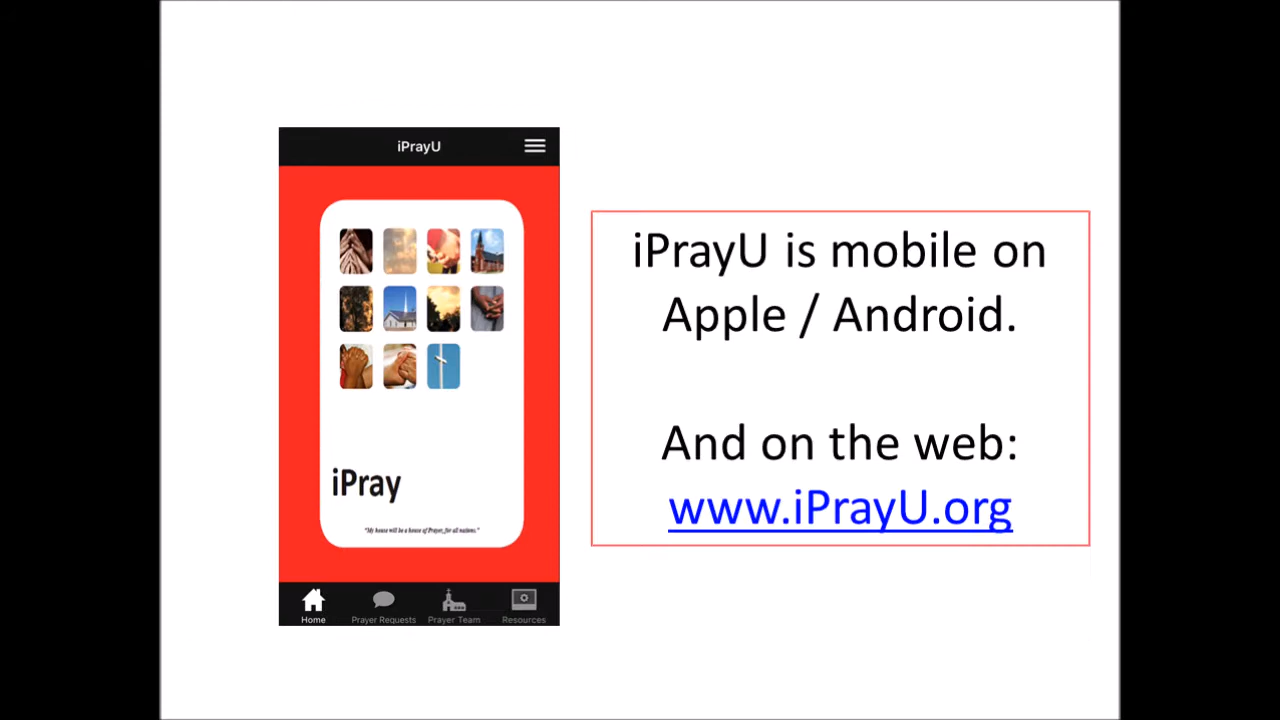 iPrayU
iPray
"My house will be a house of Prayer for all nations."
Home
Prayer Requests
Prayer Team
Resources
iPrayU is mobile on
Apple / Android.
And on the web:
www.iPrayU.org